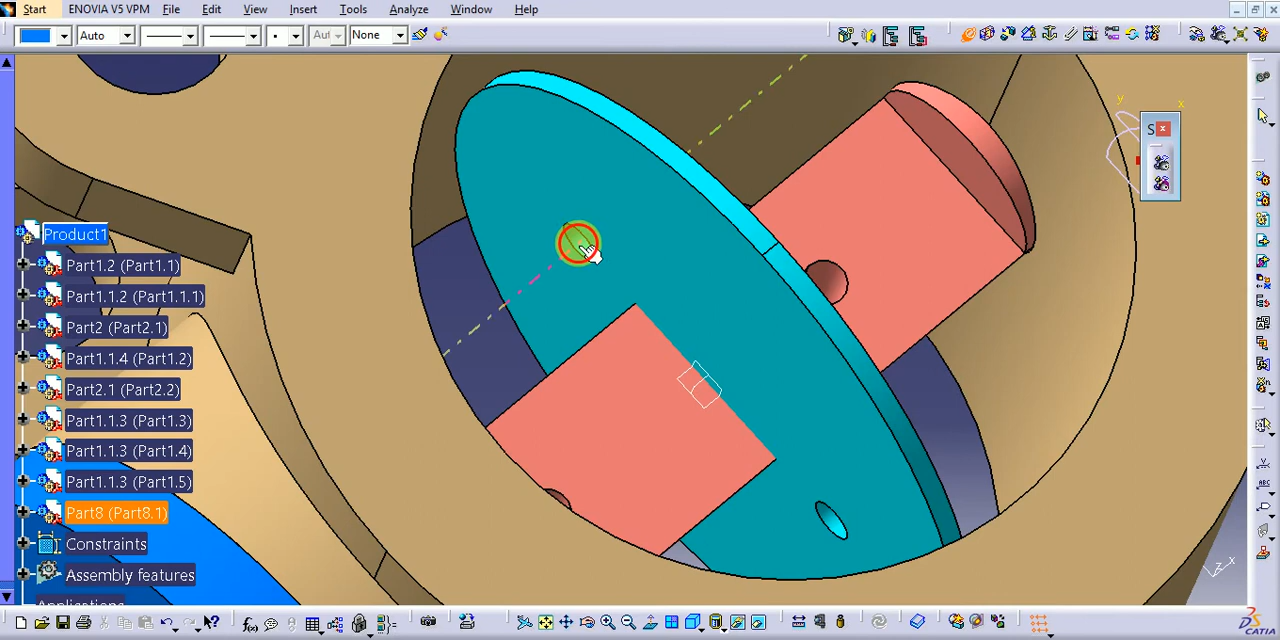 Start ENOVIA V5 VPM File Edit View Insert Tools Analyze Window Help
Auto Aut None
y x
S
Product1
Part1.2 (Part1.1)
Part1.1.2 (Part1.1.1)
Part2 (Part2.1)
Part1.1.4 (Part1.2)
Part2.1 (Part2.2)
Part1.1.3 (Part1.3)
Part1.1.3 (Part1.4)
Part1.1.3 (Part1.5)
Part8 (Part8.1)
Constraints
Assembly features
Applications
ABC
z x
f(x)
CATIA